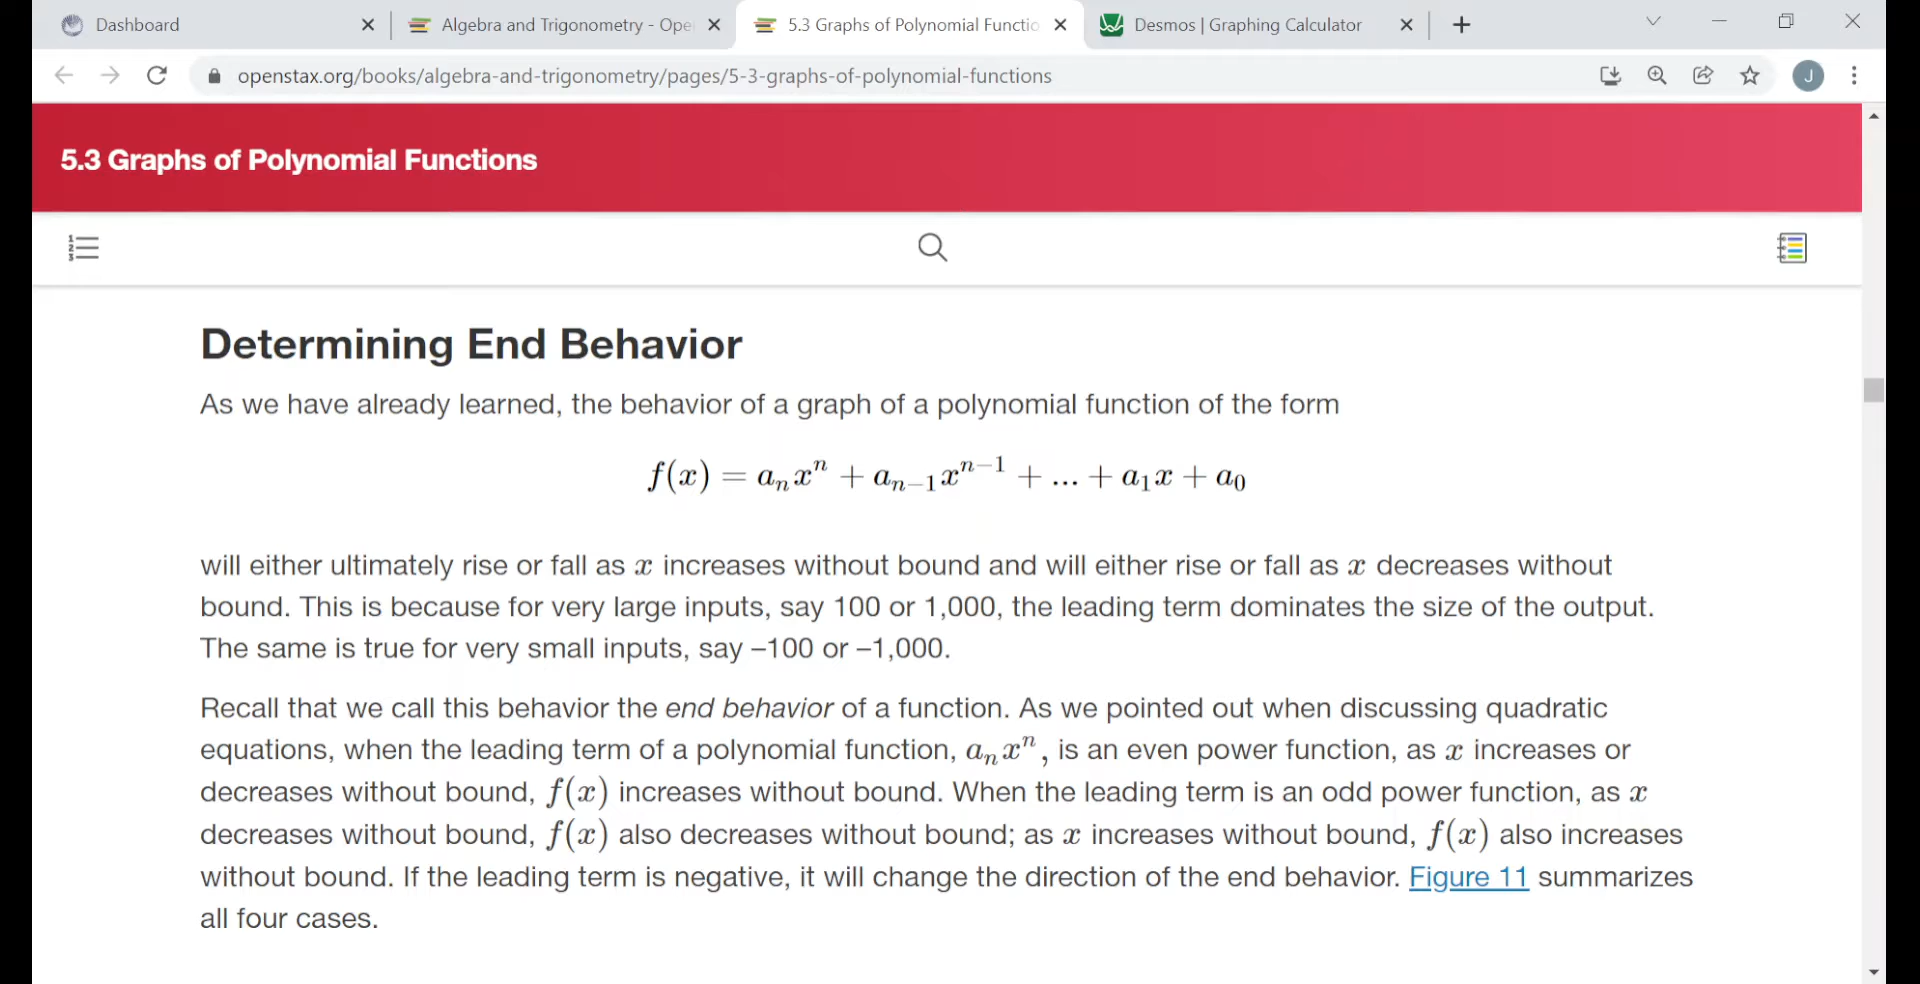 Dashboard
Algebra and Trigonometry - Ope
5.3 Graphs of Polynomial Functio
Desmos | Graphing Calculator
openstax.org/books/algebra-and-trigonometry/pages/5-3-graphs-of-polynomial-functions
J
5.3 Graphs of Polynomial Functions
Determining End Behavior
As we have already learned, the behavior of a graph of a polynomial function of the form
f(x) = aₙxⁿ + aₙ₋₁xⁿ⁻¹ + ... + a₁x + a₀
will either ultimately rise or fall as x increases without bound and will either rise or fall as x decreases without
bound. This is because for very large inputs, say 100 or 1,000, the leading term dominates the size of the output.
The same is true for very small inputs, say –100 or –1,000.
Recall that we call this behavior the end behavior of a function. As we pointed out when discussing quadratic
equations, when the leading term of a polynomial function, aₙxⁿ, is an even power function, as x increases or
decreases without bound, f(x) increases without bound. When the leading term is an odd power function, as x
decreases without bound, f(x) also decreases without bound; as x increases without bound, f(x) also increases
without bound. If the leading term is negative, it will change the direction of the end behavior. Figure 11 summarizes
all four cases.